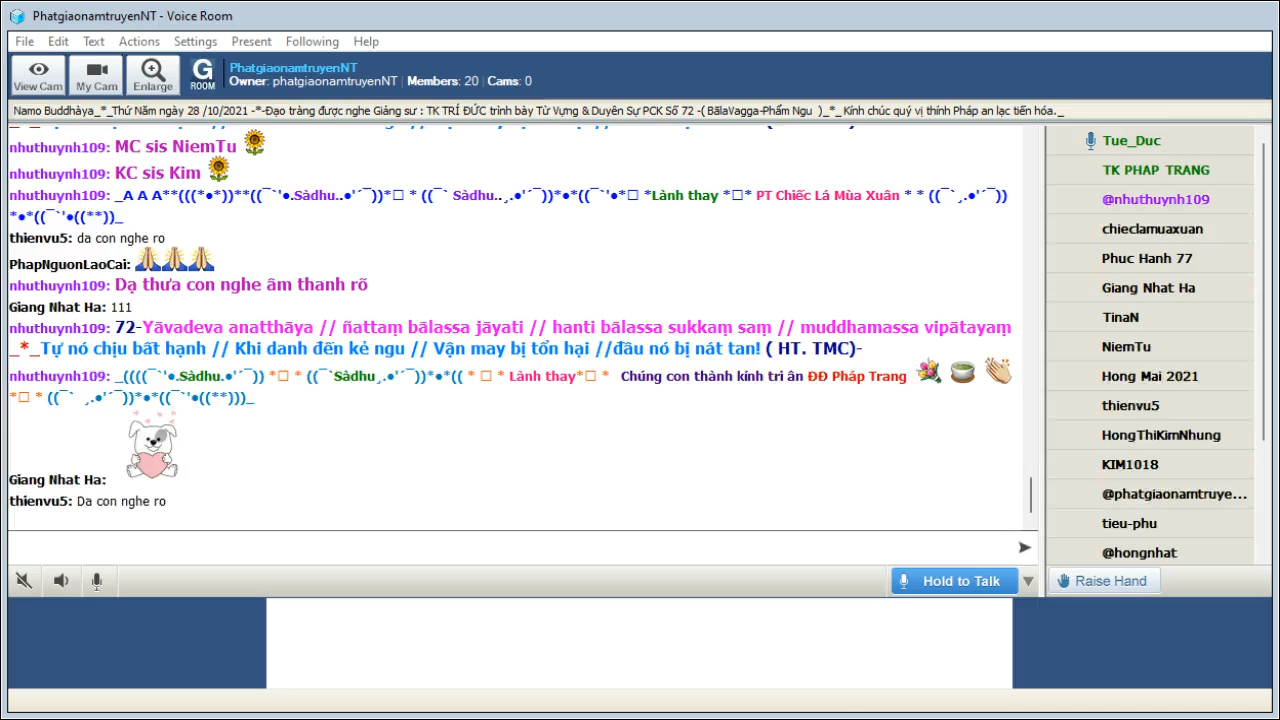 PhatgiaonamtruyenNT - Voice Room
File Edit Text Actions Settings Present Following Help
View Cam My Cam Enlarge G ROOM
PhatgiaonamtruyenNT
Owner: phatgiaonamtruyenNT | Members: 20 | Cams: 0
Namo Buddhàya_*_Thứ Năm ngày 28 /10/2021 -*-Đạo tràng được nghe Giảng sư : TK TRÍ ĐỨC trình bày Từ Vựng & Duyên Sự PCK Số 72 -( BãlaVagga-Phẩm Ngu )_*_Kính chúc quý vị thính Pháp an lạc tiến hóa._
nhuthuynh109: MC sis NiemTu
nhuthuynh109: KC sis Kim
nhuthuynh109: _A A A**(((*•*))**((¯`'•.Sàdhu..•'´¯))*□ * ((¯` Sàdhu..¸.•'´¯))*•*((¯`'•*□ *Lành thay *□* PT Chiếc Lá Mùa Xuân * * ((¯`¸.•'´¯))
*•*((¯`'•((**))_
thienvu5: da con nghe ro
PhapNguonLaoCai: 🙏🙏🙏
nhuthuynh109: Dạ thưa con nghe âm thanh rõ
Giang Nhat Ha: 111
nhuthuynh109: 72-Yāvadeva anatthāya // ñattaṃ bālassa jāyati // hanti bālassa sukkaṃ saṃ // muddhamassa vipātayaṃ
_*_Tự nó chịu bất hạnh // Khi danh đến kẻ ngu // Vận may bị tổn hại //đầu nó bị nát tan! ( HT. TMC)-
nhuthuynh109: _((((¯`'•.Sàdhu.•'´¯)) *□ * ((¯`Sàdhu¸.•'´¯))*•*(( * □ * Lành thay*□ * Chúng con thành kính tri ân ĐĐ Pháp Trang
*□ * ((¯` ¸.•'´¯))*•*((¯`'•((**)))_
Giang Nhat Ha:
thienvu5: Da con nghe ro
Hold to Talk
Tue_Duc
TK PHAP TRANG
@nhuthuynh109
chieclamuaxuan
Phuc Hanh 77
Giang Nhat Ha
TinaN
NiemTu
Hong Mai 2021
thienvu5
HongThiKimNhung
KIM1018
@phatgiaonamtruye...
tieu-phu
@hongnhat
Raise Hand